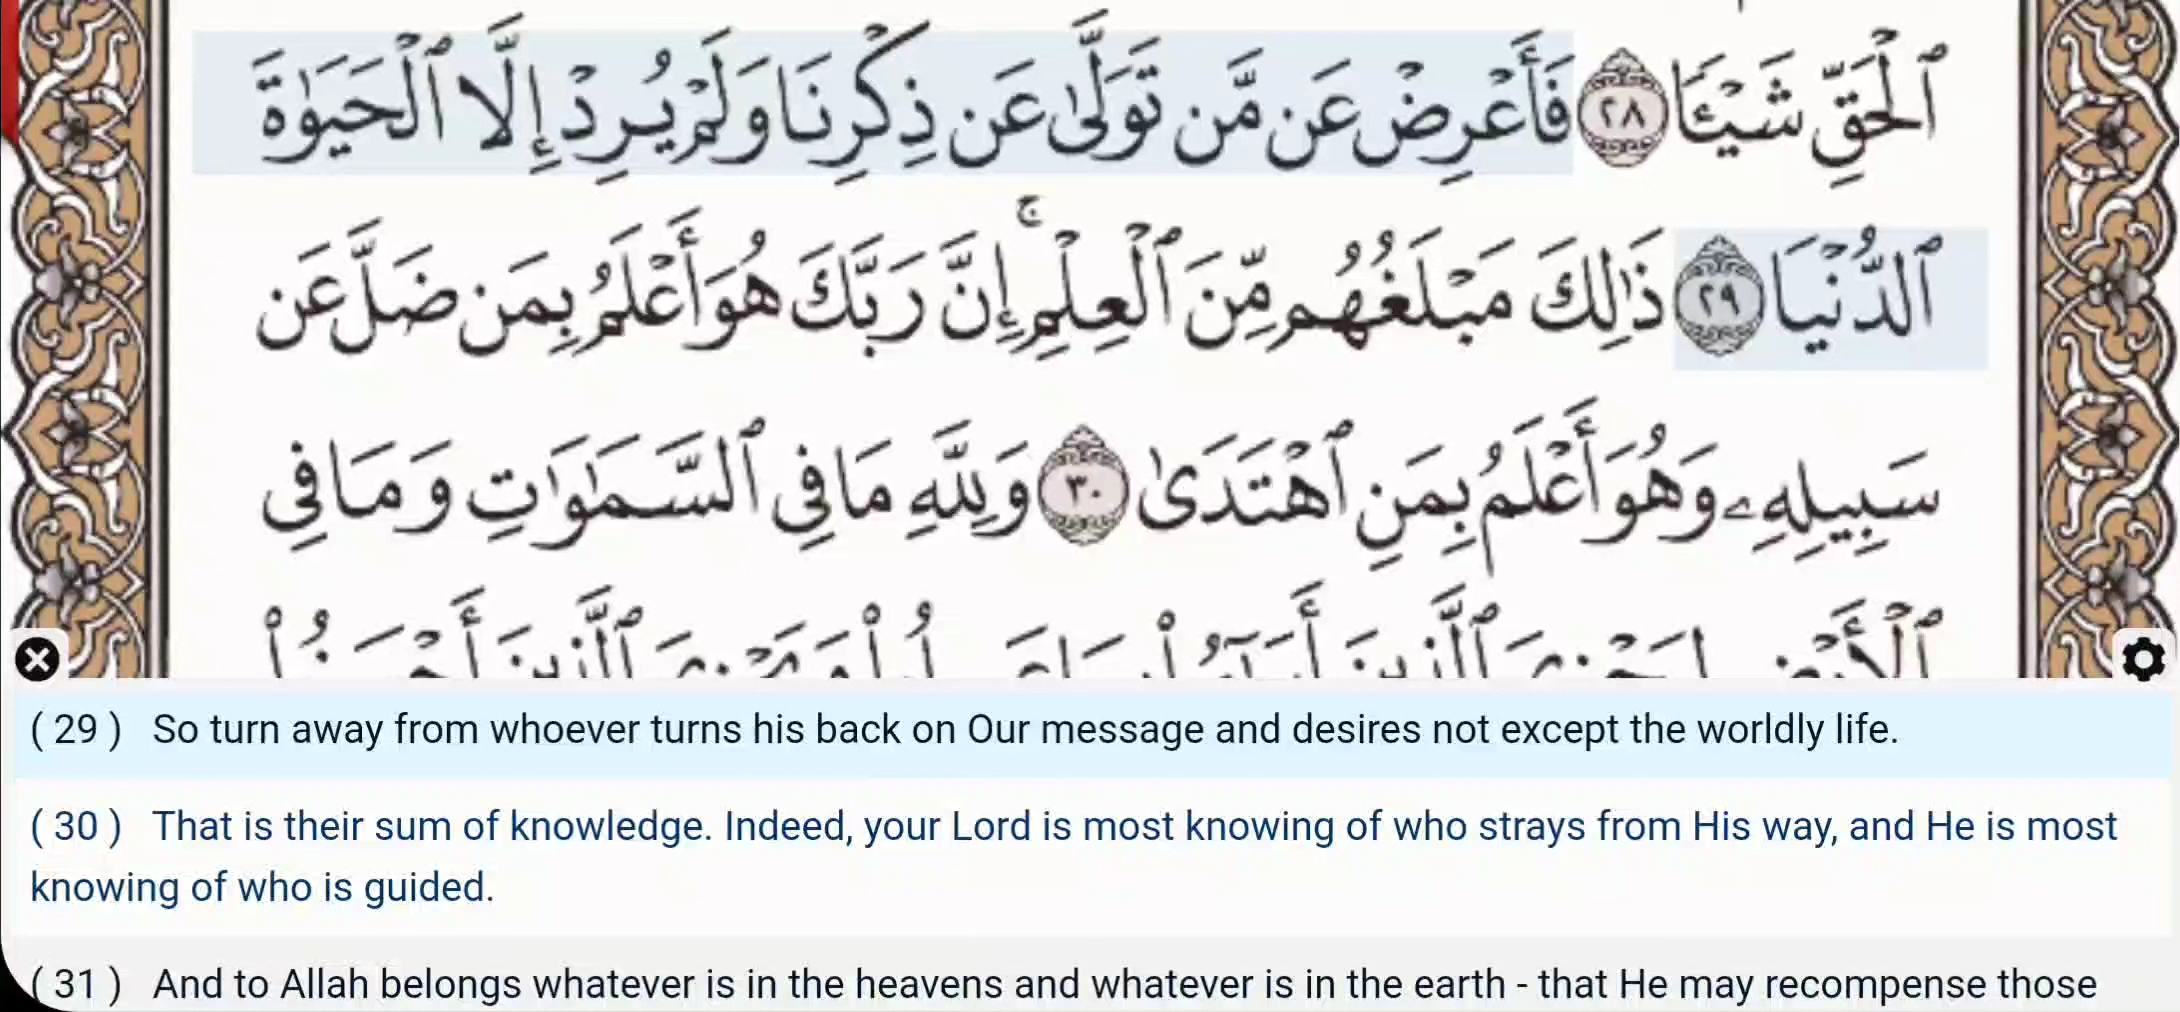 ٱلْحَقِّ شَيْـًٔا ٢٨ فَأَعْرِضْ عَن مَّن تَوَلَّىٰ عَن ذِكْرِنَا وَلَمْ يُرِدْ إِلَّا ٱلْحَيَوٰةَ
ٱلدُّنْيَا ٢٩ ذَٰلِكَ مَبْلَغُهُم مِّنَ ٱلْعِلْمِ ۚ إِنَّ رَبَّكَ هُوَ أَعْلَمُ بِمَن ضَلَّ عَن
سَبِيلِهِۦ وَهُوَ أَعْلَمُ بِمَنِ ٱهْتَدَىٰ ٣٠ وَلِلَّهِ مَا فِى ٱلسَّمَٰوَٰتِ وَمَا فِى
( 29 ) So turn away from whoever turns his back on Our message and desires not except the worldly life.
( 30 ) That is their sum of knowledge. Indeed, your Lord is most knowing of who strays from His way, and He is most
knowing of who is guided.
( 31 ) And to Allah belongs whatever is in the heavens and whatever is in the earth - that He may recompense those